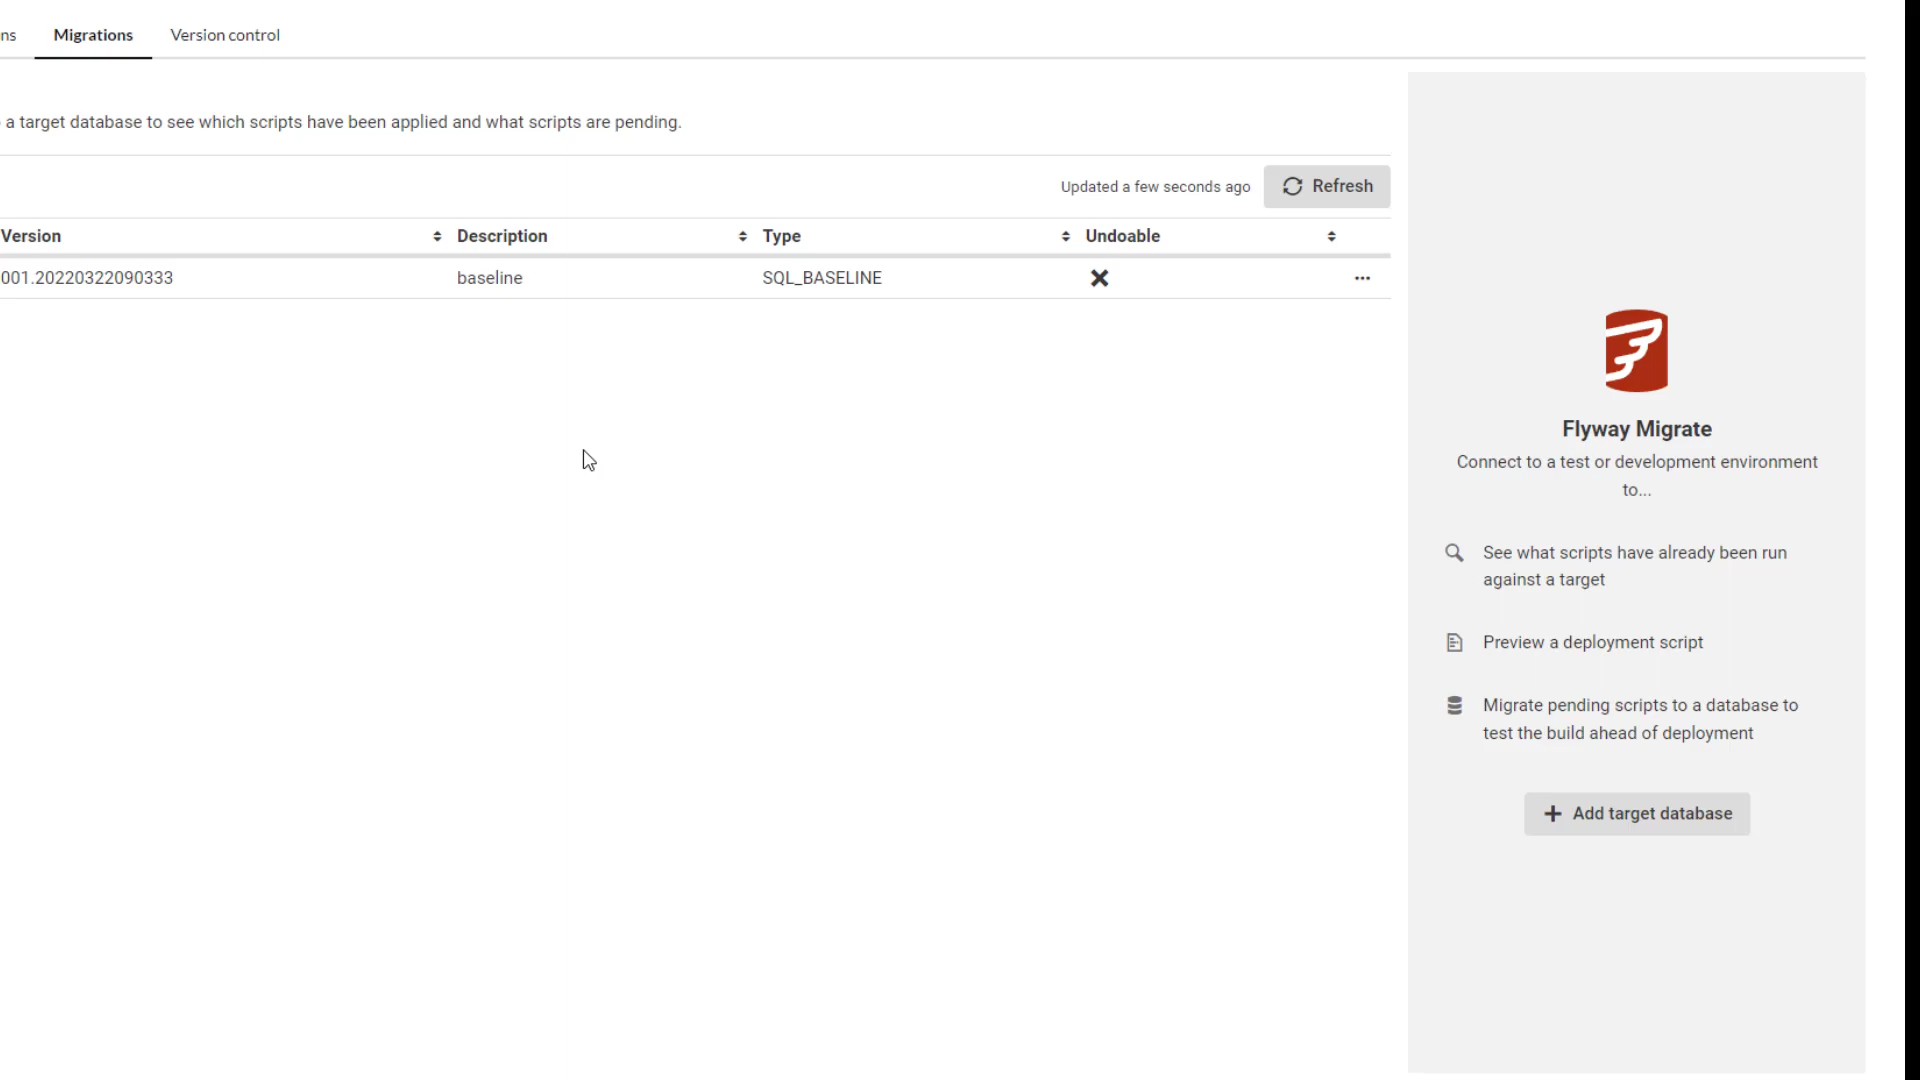 ns Migrations Version control
a target database to see which scripts have been applied and what scripts are pending.
Updated a few seconds ago Refresh
Version Description Type Undoable
001.20220322090333 baseline SQL_BASELINE
Flyway Migrate
Connect to a test or development environment
to...
See what scripts have already been run
against a target
Preview a deployment script
Migrate pending scripts to a database to
test the build ahead of deployment
Add target database